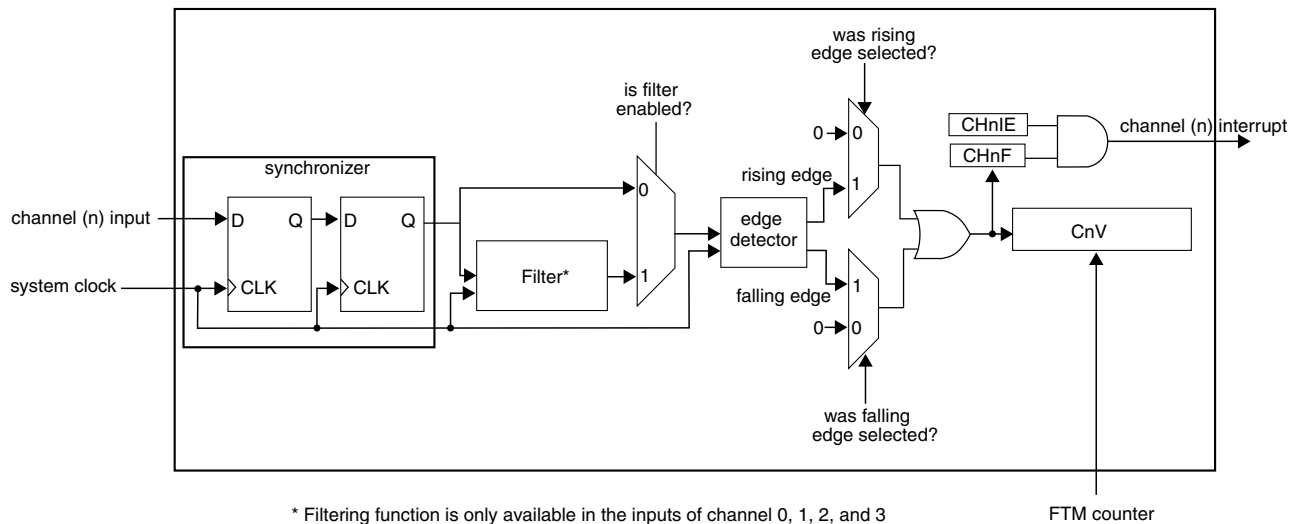 was rising
edge selected?
is filter
enabled?
0
0
CHnIE
channel (n) interrupt
CHnF
synchronizer
rising edge
1
0
channel (n) input
D
Q
D
Q
edge
detector
CnV
Filter*
1
system clock
CLK
CLK
falling edge
1
0
0
was falling
edge selected?
* Filtering function is only available in the inputs of channel 0, 1, 2, and 3
FTM counter